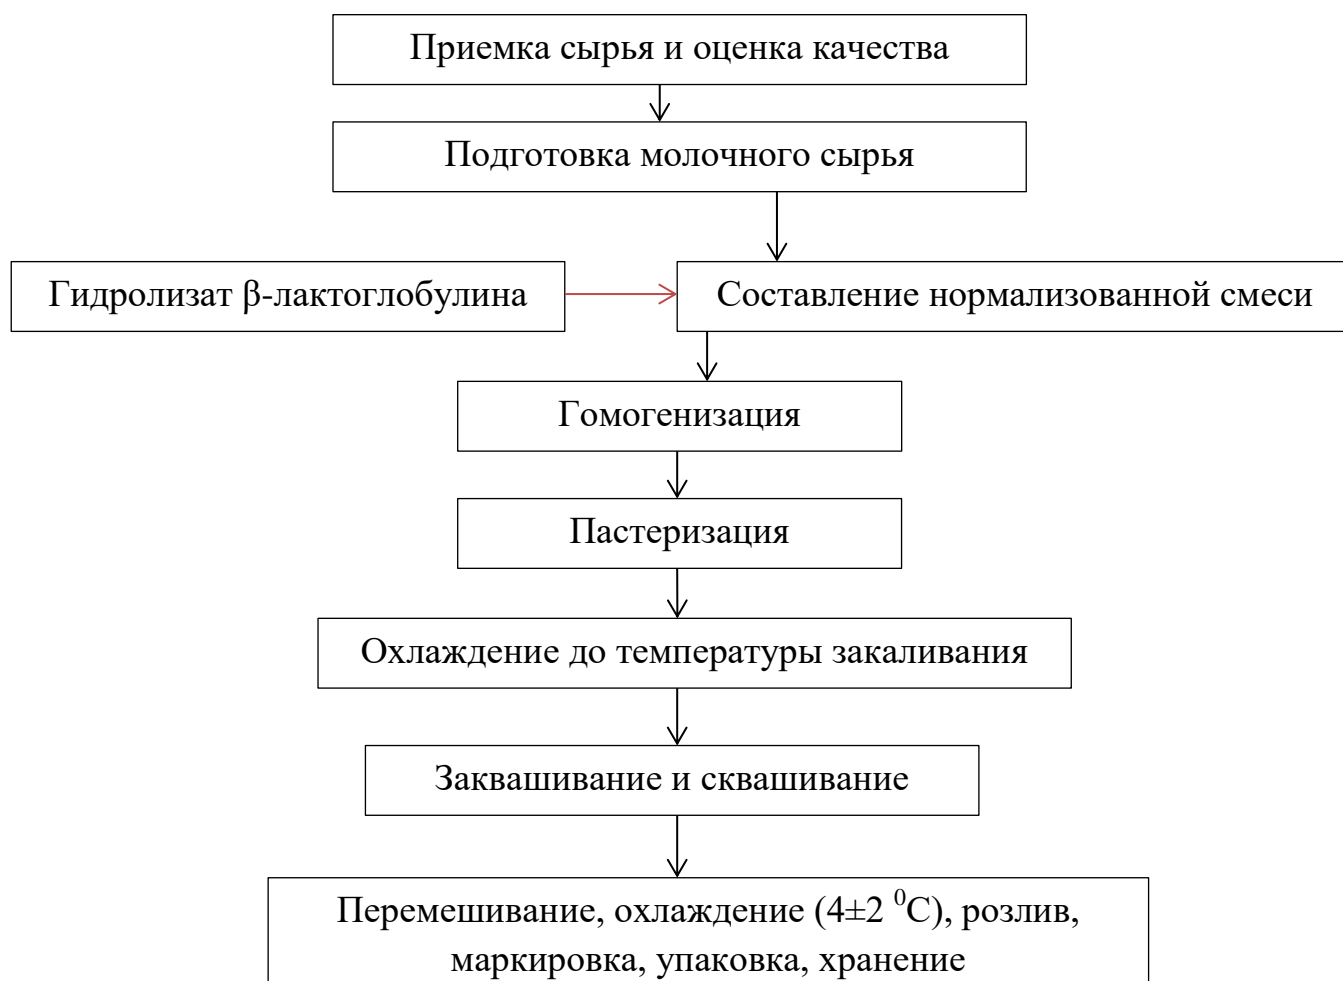 Приемка сырья и оценка качества
Подготовка молочного сырья
Гидролизат β-лактоглобулина
Составление нормализованной смеси
Гомогенизация
Пастеризация
Охлаждение до температуры закаливания
Заквашивание и сквашивание
Перемешивание, охлаждение (4±2 ⁰С), розлив,
маркировка, упаковка, хранение